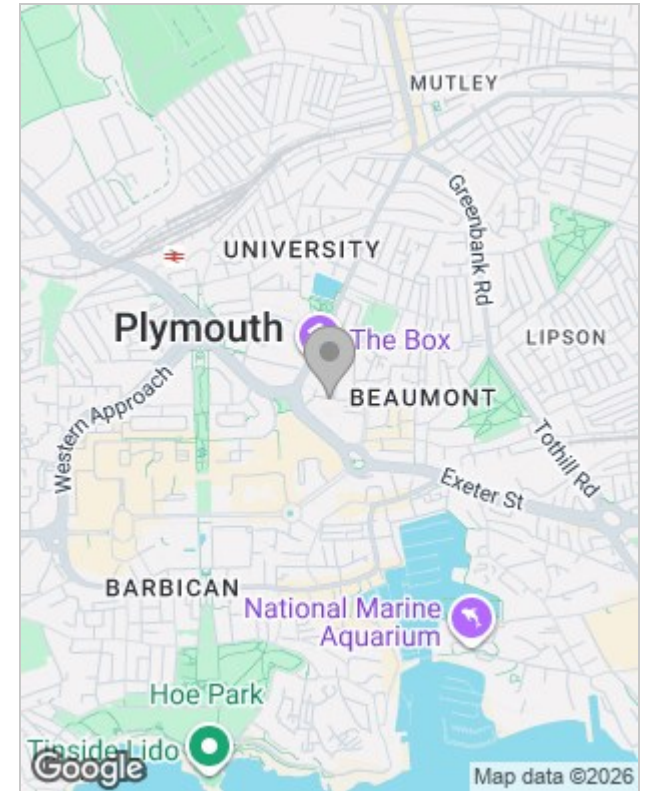 MUTLEY
Greenbank Rd
UNIVERSITY
Plymouth
The Box
LIPSON
BEAUMONT
Western Approach
Tothill Rd
Exeter St
BARBICAN
National Marine
Aquarium
Hoe Park
Tinside Lido
Google
Map data ©2026